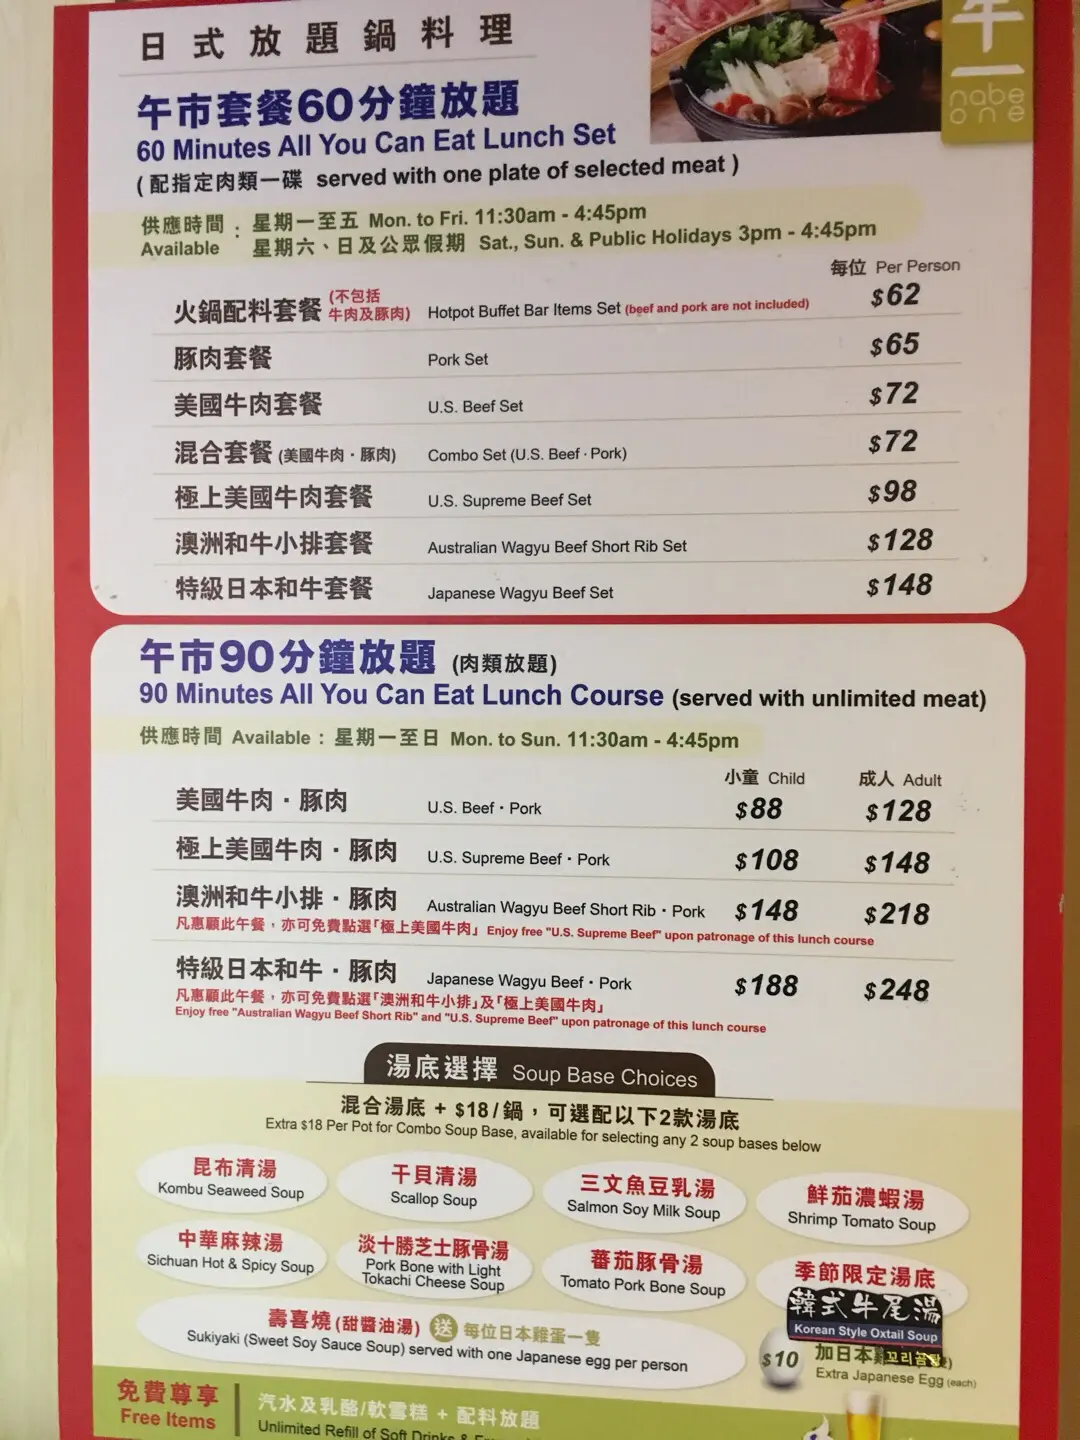 日式放題鍋料理
牛一
nabe
one
午市套餐60分鐘放題
60 Minutes All You Can Eat Lunch Set
(配指定肉類一碟 served with one plate of selected meat)
供應時間 : 星期一至五 Mon. to Fri. 11:30am - 4:45pm
Available 星期六、日及公眾假期 Sat., Sun. & Public Holidays 3pm - 4:45pm
每位 Per Person
火鍋配料套餐 (不包括牛肉及豚肉) Hotpot Buffet Bar Items Set (beef and pork are not included) $62
豚肉套餐 Pork Set $65
美國牛肉套餐 U.S. Beef Set $72
混合套餐 (美國牛肉·豚肉) Combo Set (U.S. Beef · Pork) $72
極上美國牛肉套餐 U.S. Supreme Beef Set $98
澳洲和牛小排套餐 Australian Wagyu Beef Short Rib Set $128
特級日本和牛套餐 Japanese Wagyu Beef Set $148
午市90分鐘放題 (肉類放題)
90 Minutes All You Can Eat Lunch Course (served with unlimited meat)
供應時間 Available : 星期一至日 Mon. to Sun. 11:30am - 4:45pm
小童 Child 成人 Adult
美國牛肉·豚肉 U.S. Beef · Pork $88 $128
極上美國牛肉·豚肉 U.S. Supreme Beef · Pork $108 $148
澳洲和牛小排·豚肉 Australian Wagyu Beef Short Rib · Pork $148 $218
凡惠顧此午餐，亦可免費點選「極上美國牛肉」 Enjoy free "U.S. Supreme Beef" upon patronage of this lunch course
特級日本和牛·豚肉 Japanese Wagyu Beef · Pork $188 $248
凡惠顧此午餐，亦可免費點選「澳洲和牛小排」及「極上美國牛肉」
Enjoy free "Australian Wagyu Beef Short Rib" and "U.S. Supreme Beef" upon patronage of this lunch course
湯底選擇 Soup Base Choices
混合湯底 + $18/鍋，可選配以下2款湯底
Extra $18 Per Pot for Combo Soup Base, available for selecting any 2 soup bases below
昆布清湯 干貝清湯 三文魚豆乳湯 鮮茄濃蝦湯
Kombu Seaweed Soup Scallop Soup Salmon Soy Milk Soup Shrimp Tomato Soup
中華麻辣湯 淡十勝芝士豚骨湯 蕃茄豚骨湯 季節限定湯底
Sichuan Hot & Spicy Soup Pork Bone with Light Tomato Pork Bone Soup 韓式牛尾湯
Tokachi Cheese Soup Korean Style Oxtail Soup
꼬리곰탕
壽喜燒 (甜醬油湯) 送 每位日本雞蛋一隻
Sukiyaki (Sweet Soy Sauce Soup) served with one Japanese egg per person
$10 加日本
Extra Japanese Egg (each)
免費尊享 汽水及乳酪/軟雪糕 + 配料放題
Free Items Unlimited Refill of Soft Drinks &